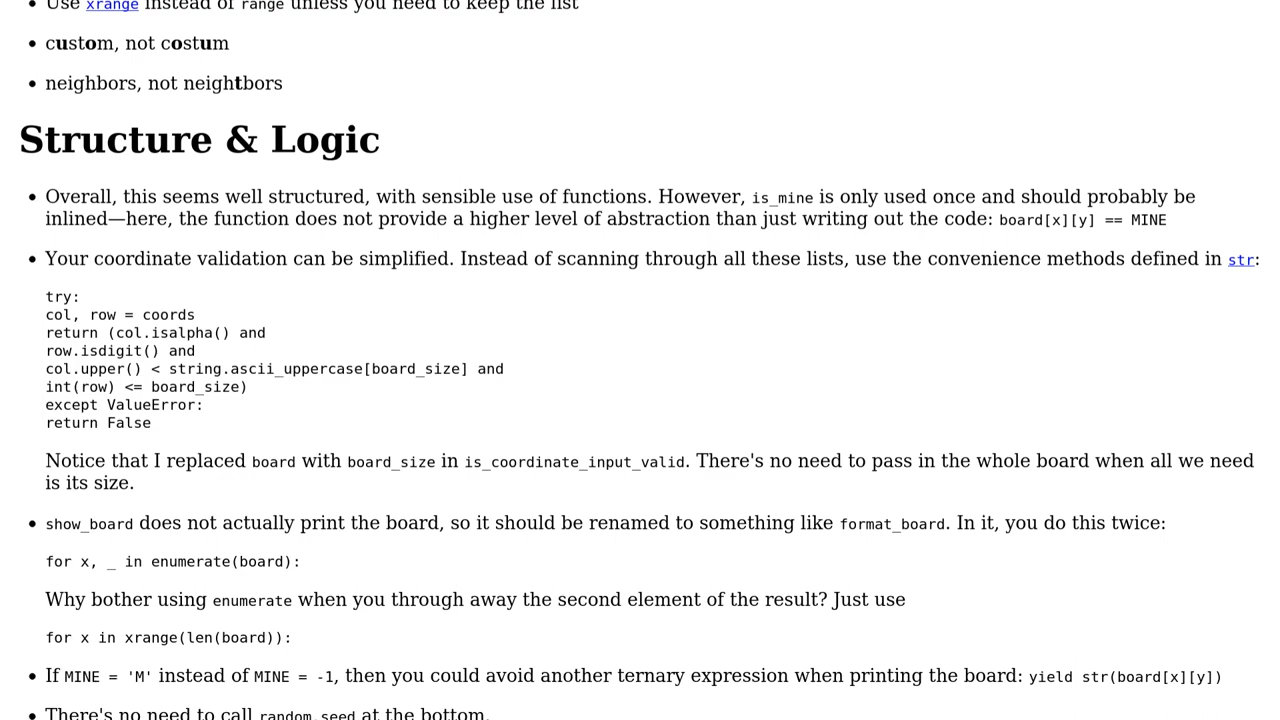 Use xrange instead of range unless you need to keep the list
custom, not costum
neighbors, not neightbors
Structure & Logic
Overall, this seems well structured, with sensible use of functions. However, is_mine is only used once and should probably be
inlined—here, the function does not provide a higher level of abstraction than just writing out the code: board[x][y] == MINE
Your coordinate validation can be simplified. Instead of scanning through all these lists, use the convenience methods defined in str:
try:
col, row = coords
return (col.isalpha() and
row.isdigit() and
col.upper() < string.ascii_uppercase[board_size] and
int(row) <= board_size)
except ValueError:
return False
Notice that I replaced board with board_size in is_coordinate_input_valid. There's no need to pass in the whole board when all we need
is its size.
show_board does not actually print the board, so it should be renamed to something like format_board. In it, you do this twice:
for x, _ in enumerate(board):
Why bother using enumerate when you through away the second element of the result? Just use
for x in xrange(len(board)):
If MINE = 'M' instead of MINE = -1, then you could avoid another ternary expression when printing the board: yield str(board[x][y])
There's no need to call random.seed at the bottom.